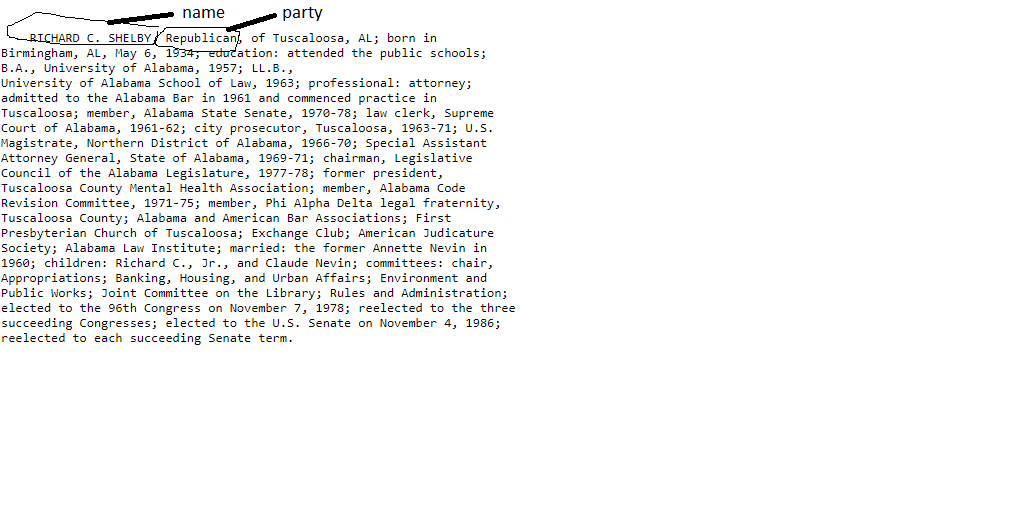 name party
RICHARD C. SHELBY, Republican, of Tuscaloosa, AL; born in
Birmingham, AL, May 6, 1934; education: attended the public schools;
B.A., University of Alabama, 1957; LL.B.,
University of Alabama School of Law, 1963; professional: attorney;
admitted to the Alabama Bar in 1961 and commenced practice in
Tuscaloosa; member, Alabama State Senate, 1970-78; law clerk, Supreme
Court of Alabama, 1961-62; city prosecutor, Tuscaloosa, 1963-71; U.S.
Magistrate, Northern District of Alabama, 1966-70; Special Assistant
Attorney General, State of Alabama, 1969-71; chairman, Legislative
Council of the Alabama Legislature, 1977-78; former president,
Tuscaloosa County Mental Health Association; member, Alabama Code
Revision Committee, 1971-75; member, Phi Alpha Delta legal fraternity,
Tuscaloosa County; Alabama and American Bar Associations; First
Presbyterian Church of Tuscaloosa; Exchange Club; American Judicature
Society; Alabama Law Institute; married: the former Annette Nevin in
1960; children: Richard C., Jr., and Claude Nevin; committees: chair,
Appropriations; Banking, Housing, and Urban Affairs; Environment and
Public Works; Joint Committee on the Library; Rules and Administration;
elected to the 96th Congress on November 7, 1978; reelected to the three
succeeding Congresses; elected to the U.S. Senate on November 4, 1986;
reelected to each succeeding Senate term.